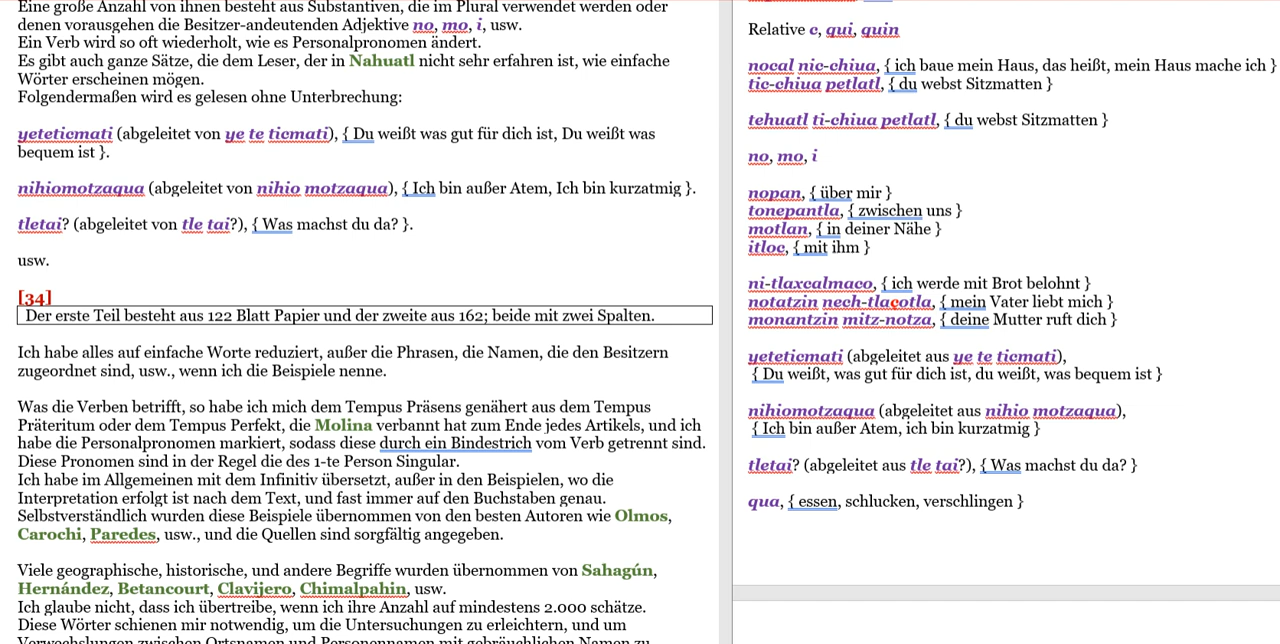 Eine große Anzahl von ihnen besteht aus Substantiven, die im Plural verwendet werden oder
denen vorausgehen die Besitzer-andeutenden Adjektive no, mo, i, usw.
Ein Verb wird so oft wiederholt, wie es Personalpronomen ändert.
Es gibt auch ganze Sätze, die dem Leser, der in Nahuatl nicht sehr erfahren ist, wie einfache
Wörter erscheinen mögen.
Folgendermaßen wird es gelesen ohne Unterbrechung:
yeteticmati (abgeleitet von ye te ticmati), { Du weißt was gut für dich ist, Du weißt was
bequem ist }.
nihiomotzaqua (abgeleitet von nihio motzaqua), { Ich bin außer Atem, Ich bin kurzatmig }.
tletai? (abgeleitet von tle tai?), { Was machst du da? }.
usw.
[34]
Der erste Teil besteht aus 122 Blatt Papier und der zweite aus 162; beide mit zwei Spalten.
Ich habe alles auf einfache Worte reduziert, außer die Phrasen, die Namen, die den Besitzern
zugeordnet sind, usw., wenn ich die Beispiele nenne.
Was die Verben betrifft, so habe ich mich dem Tempus Präsens genähert aus dem Tempus
Präteritum oder dem Tempus Perfekt, die Molina verbannt hat zum Ende jedes Artikels, und ich
habe die Personalpronomen markiert, sodass diese durch ein Bindestrich vom Verb getrennt sind.
Diese Pronomen sind in der Regel die des 1-te Person Singular.
Ich habe im Allgemeinen mit dem Infinitiv übersetzt, außer in den Beispielen, wo die
Interpretation erfolgt ist nach dem Text, und fast immer auf den Buchstaben genau.
Selbstverständlich wurden diese Beispiele übernommen von den besten Autoren wie Olmos,
Carochi, Paredes, usw., und die Quellen sind sorgfältig angegeben.
Viele geographische, historische, und andere Begriffe wurden übernommen von Sahagún,
Hernández, Betancourt, Clavijero, Chimalpahin, usw.
Ich glaube nicht, dass ich übertreibe, wenn ich ihre Anzahl auf mindestens 2.000 schätze.
Diese Wörter schienen mir notwendig, um die Untersuchungen zu erleichtern, und um
Verwechslungen zwischen Ortsnamen und Personennamen mit gebräuchlichen Namen zu
Relative c, qui, quin
nocal nic-chiua, { ich baue mein Haus, das heißt, mein Haus mache ich }
tic-chiua petlatl, { du webst Sitzmatten }
tehuatl ti-chiua petlatl, { du webst Sitzmatten }
no, mo, i
nopan, { über mir }
tonepantla, { zwischen uns }
motlan, { in deiner Nähe }
itloc, { mit ihm }
ni-tlaxcalmaco, { ich werde mit Brot belohnt }
notatzin nech-tlaçotla, { mein Vater liebt mich }
monantzin mitz-notza, { deine Mutter ruft dich }
yeteticmati (abgeleitet aus ye te ticmati),
{ Du weißt, was gut für dich ist, du weißt, was bequem ist }
nihiomotzaqua (abgeleitet aus nihio motzaqua),
{ Ich bin außer Atem, ich bin kurzatmig }
tletai? (abgeleitet aus tle tai?), { Was machst du da? }
qua, { essen, schlucken, verschlingen }